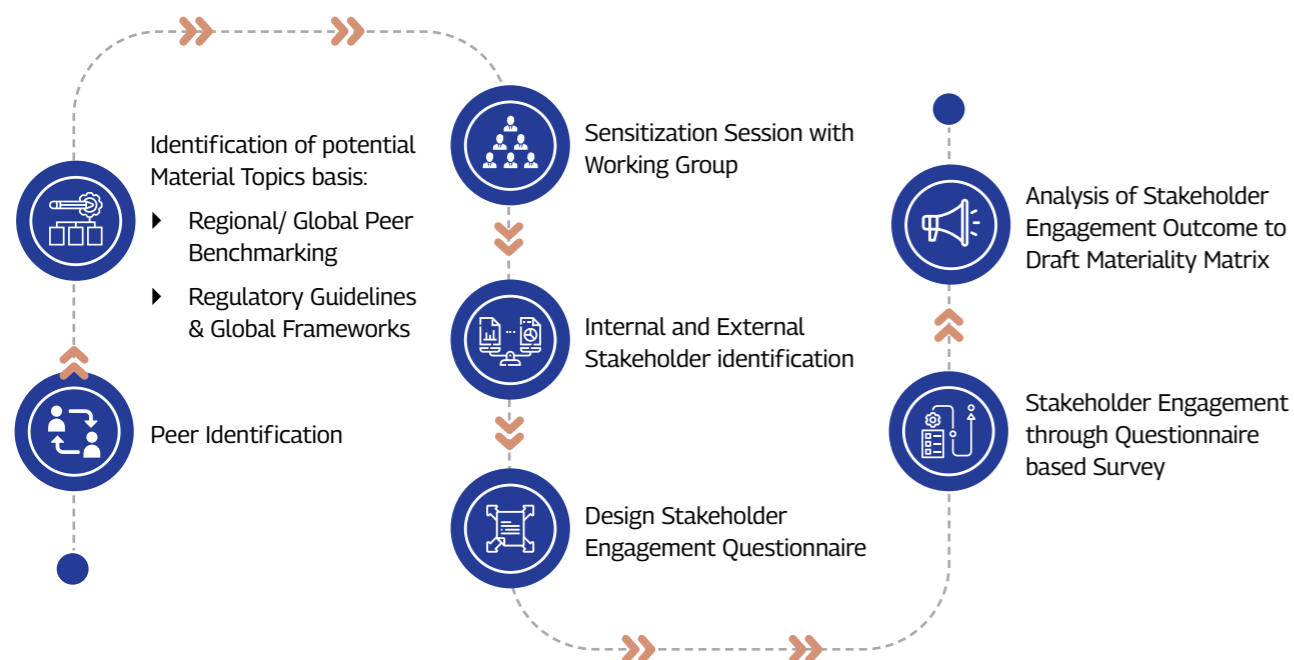 Peer Identification
Identification of potential
Material Topics basis:
Regional/ Global Peer
Benchmarking
Regulatory Guidelines
& Global Frameworks
Sensitization Session with
Working Group
Internal and External
Stakeholder identification
Design Stakeholder
Engagement Questionnaire
Stakeholder Engagement
through Questionnaire
based Survey
Analysis of Stakeholder
Engagement Outcome to
Draft Materiality Matrix